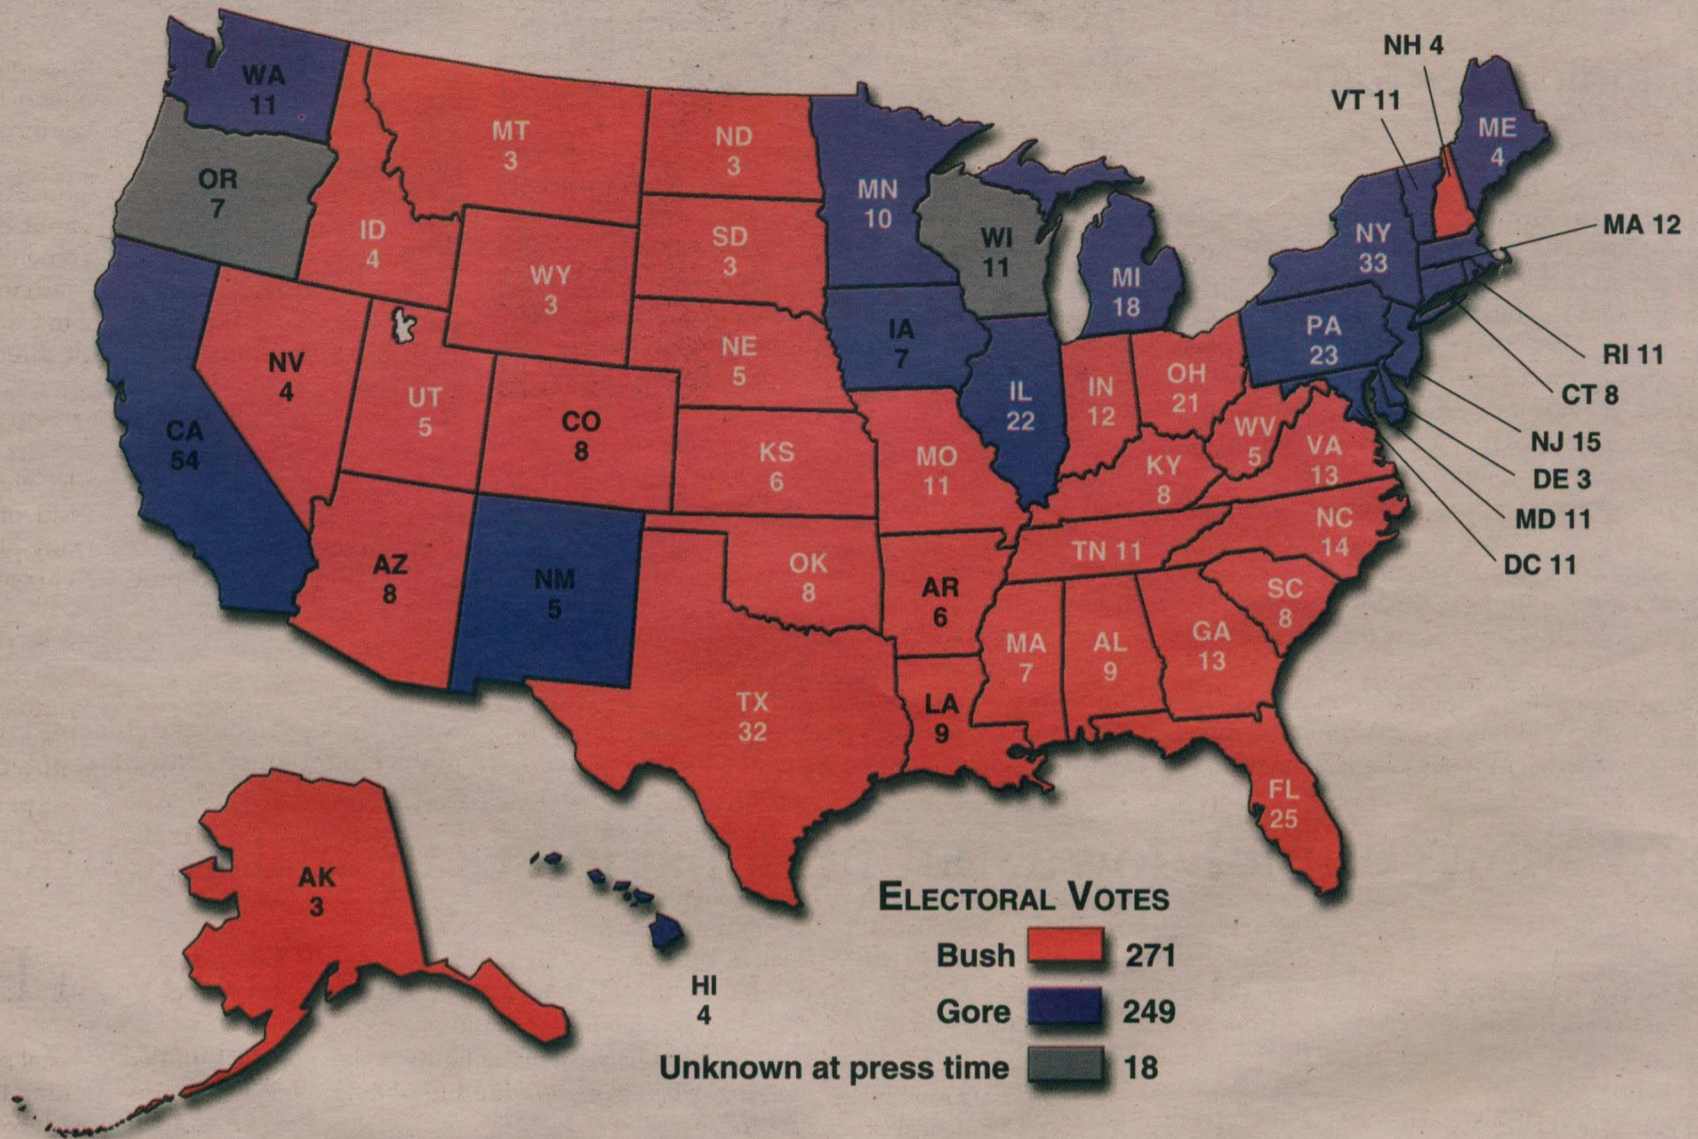 NH 4
VT 11
WA
11
ME
4
MT
3
ND
3
OR
7
MN
10
ID
4
SD
3
WI
11
NY
33
MA 12
WY
3
MI
18
NV
4
NE
5
IA
7
PA
23
RI 11
UT
5
IL
22
IN
12
OH
21
CT 8
CO
8
CA
54
KS
6
MO
11
WV
5
VA
13
NJ 15
KY
8
DE 3
MD 11
NC
14
TN 11
DC 11
AZ
8
NM
5
OK
8
AR
6
SC
8
MA
7
AL
9
GA
13
TX
32
LA
9
FL
25
AK
3
HI
4
ELECTORAL VOTES
Bush 271
Gore 249
Unknown at press time 18